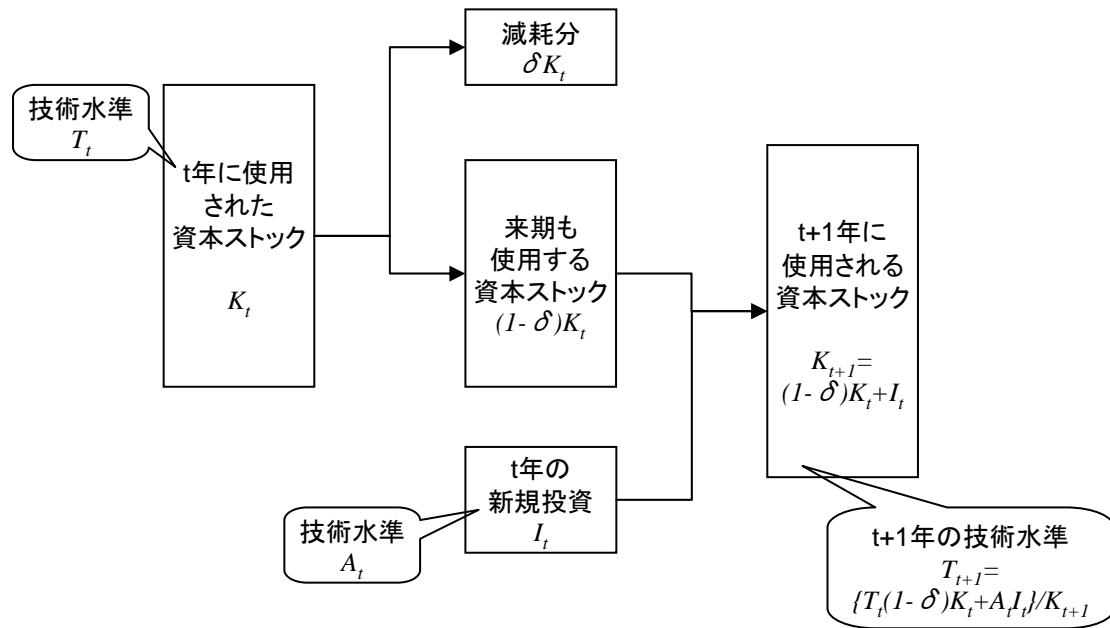 減耗分
δK_t
技術水準
T_t
t年に使用
された
資本ストック
K_t
来期も
使用する
資本ストック
(1- δ)K_t
t+1年に
使用される
資本ストック
K_{t+1}=
(1- δ)K_t+I_t
t年の
新規投資
I_t
技術水準
A_t
t+1年の技術水準
T_{t+1}=
{T_t(1- δ)K_t+A_tI_t}/K_{t+1}